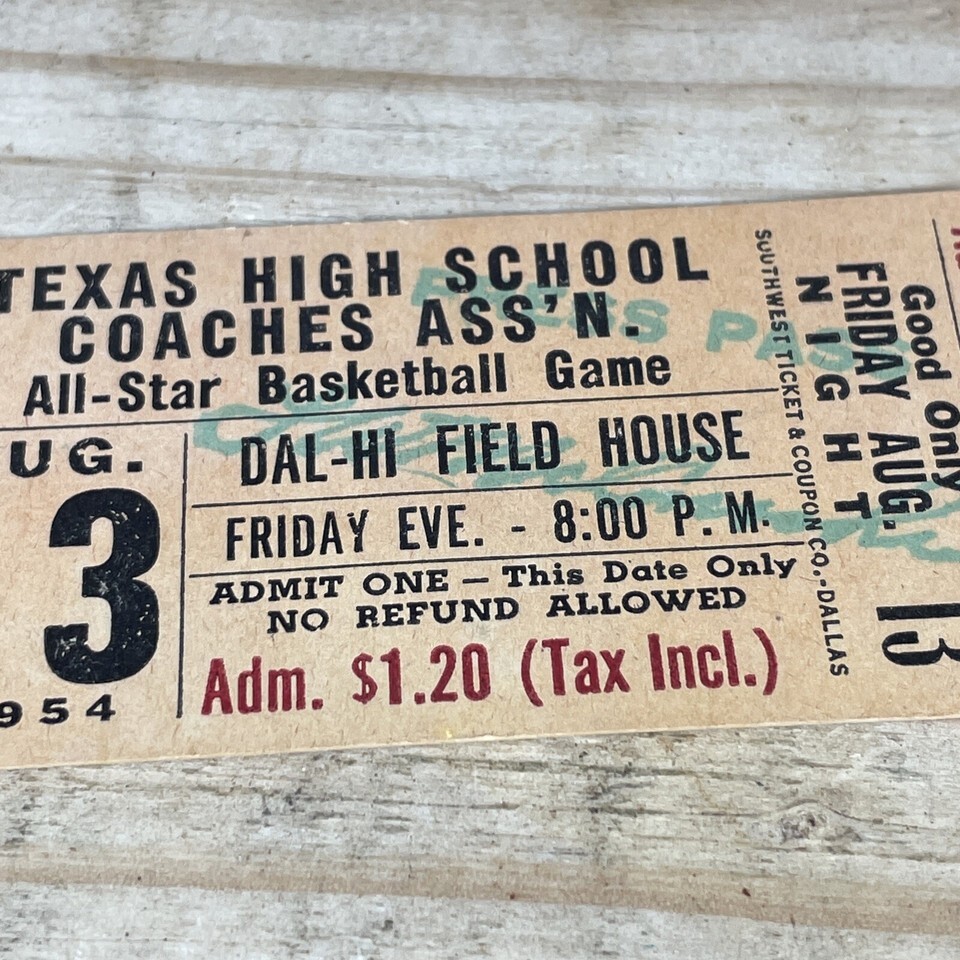 TEXAS HIGH SCHOOL
COACHES ASS'N.
All-Star Basketball Game
UG.
3
954
DAL-HI FIELD HOUSE
FRIDAY EVE. - 8:00 P. M.
ADMIT ONE — This Date Only
NO REFUND ALLOWED
Adm. $1.20 (Tax Incl.)
PRESS PASS
SOUTHWEST TICKET & COUPON CO.·DALLAS
Good Only
FRIDAY AUG. 13
NIGHT